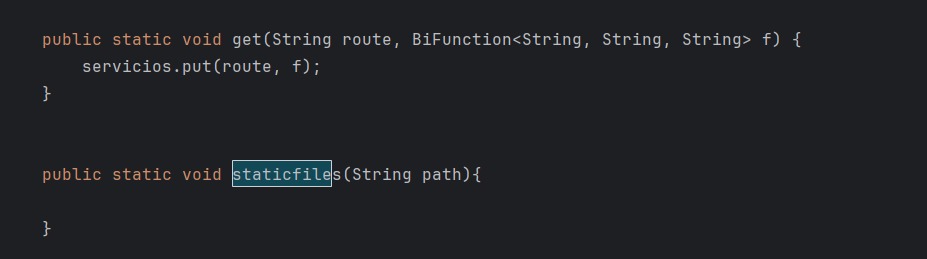 public static void get(String route, BiFunction<String, String, String> f) {
servicios.put(route, f);
}
public static void staticfiles(String path){
}